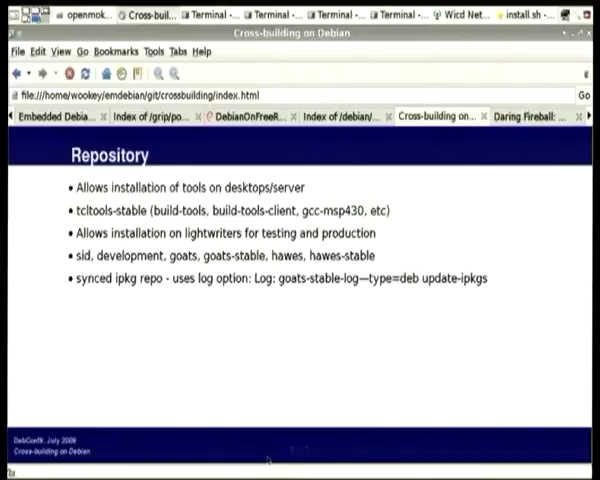 openmok... Cross-buil... Terminal -... Terminal -... Terminal -... Terminal -... Wicd Net... install.sh -...
Cross-building on Debian
File Edit View Go Bookmarks Tools Tabs Help
file:///home/wookey/emdebian/git/crossbuilding/index.html Go
Embedded Debia... Index of /grip/po... DebianOnFreeR... Index of /debian/... Cross-building on... Daring Fireball: ...
Repository
• Allows installation of tools on desktops/server
• tcltools-stable (build-tools, build-tools-client, gcc-msp430, etc)
• Allows installation on lightwriters for testing and production
• sid, development, goats, goats-stable, hawes, hawes-stable
• synced ipkg repo - uses log option: Log: goats-stable-log—type=deb update-ipkgs
DebConf9, July 2009
Cross-building on Debian